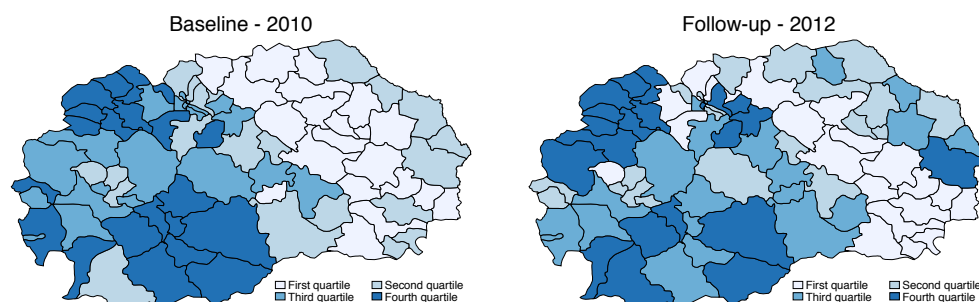 Baseline - 2010
First quartile
Second quartile
Third quartile
Fourth quartile
Follow-up - 2012
First quartile
Second quartile
Third quartile
Fourth quartile